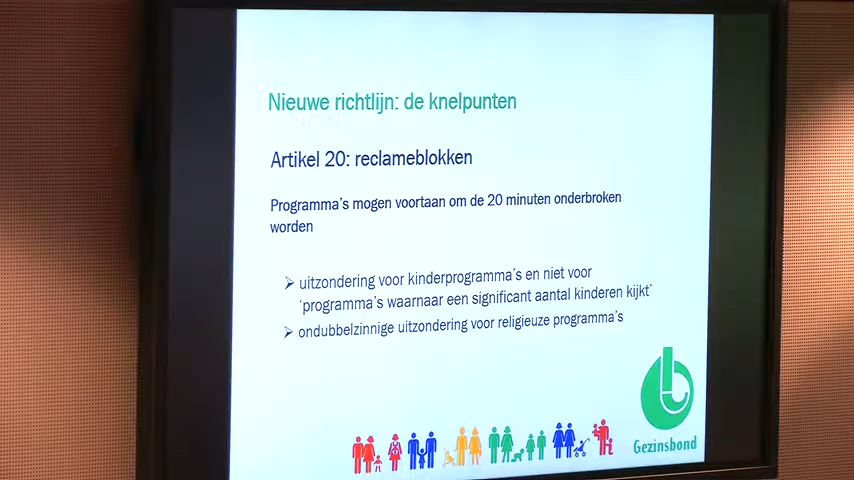 Nieuwe richtlijn: de knelpunten
Artikel 20: reclameblokken
Programma's mogen voortaan om de 20 minuten onderbroken
worden
➢ uitzondering voor kinderprogramma's en niet voor
'programma's waarnaar een significant aantal kinderen kijkt'
➢ ondubbelzinnige uitzondering voor religieuze programma's
Gezinsbond